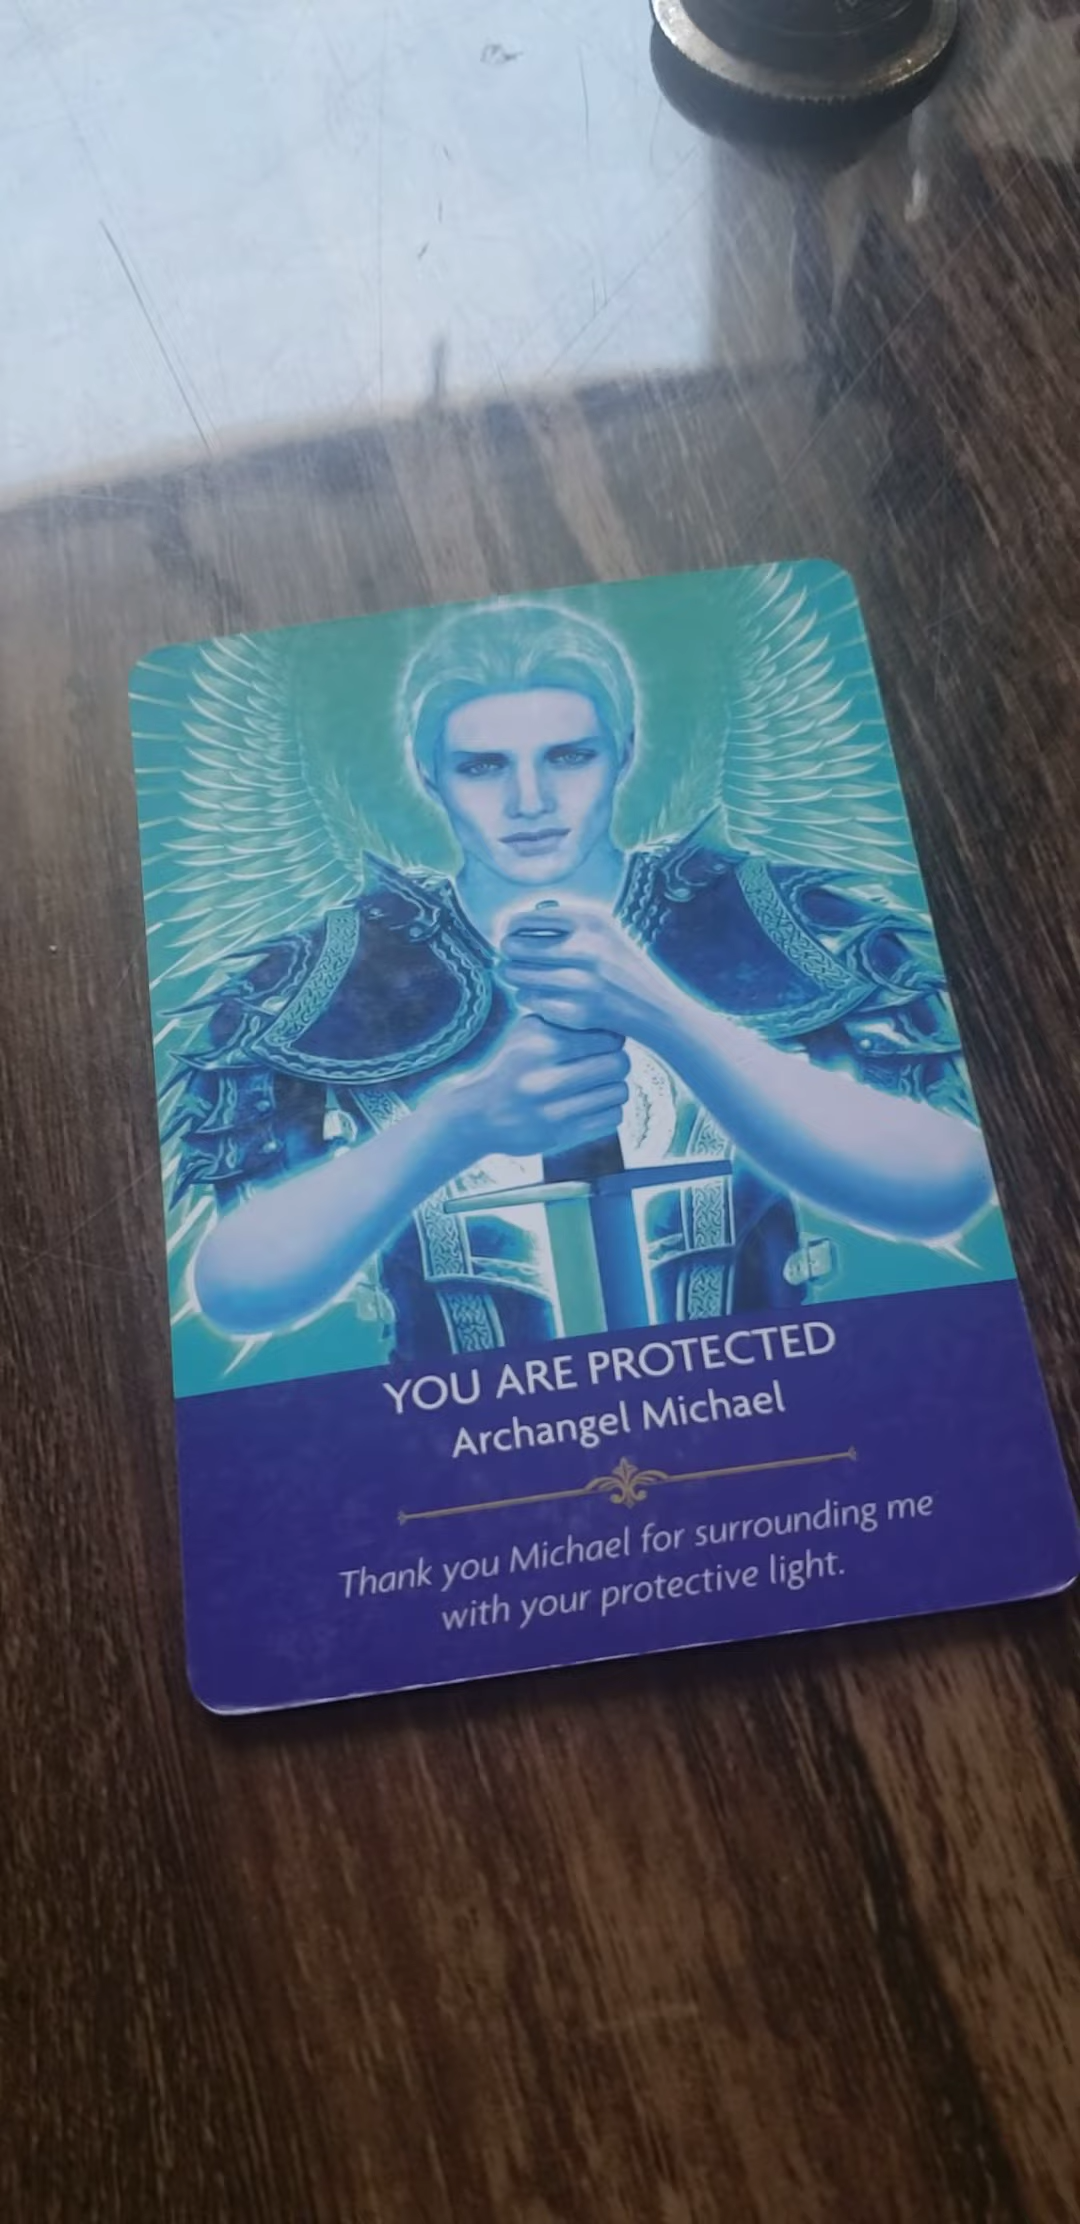 YOU ARE PROTECTED
Archangel Michael
Thank you Michael for surrounding me
with your protective light.